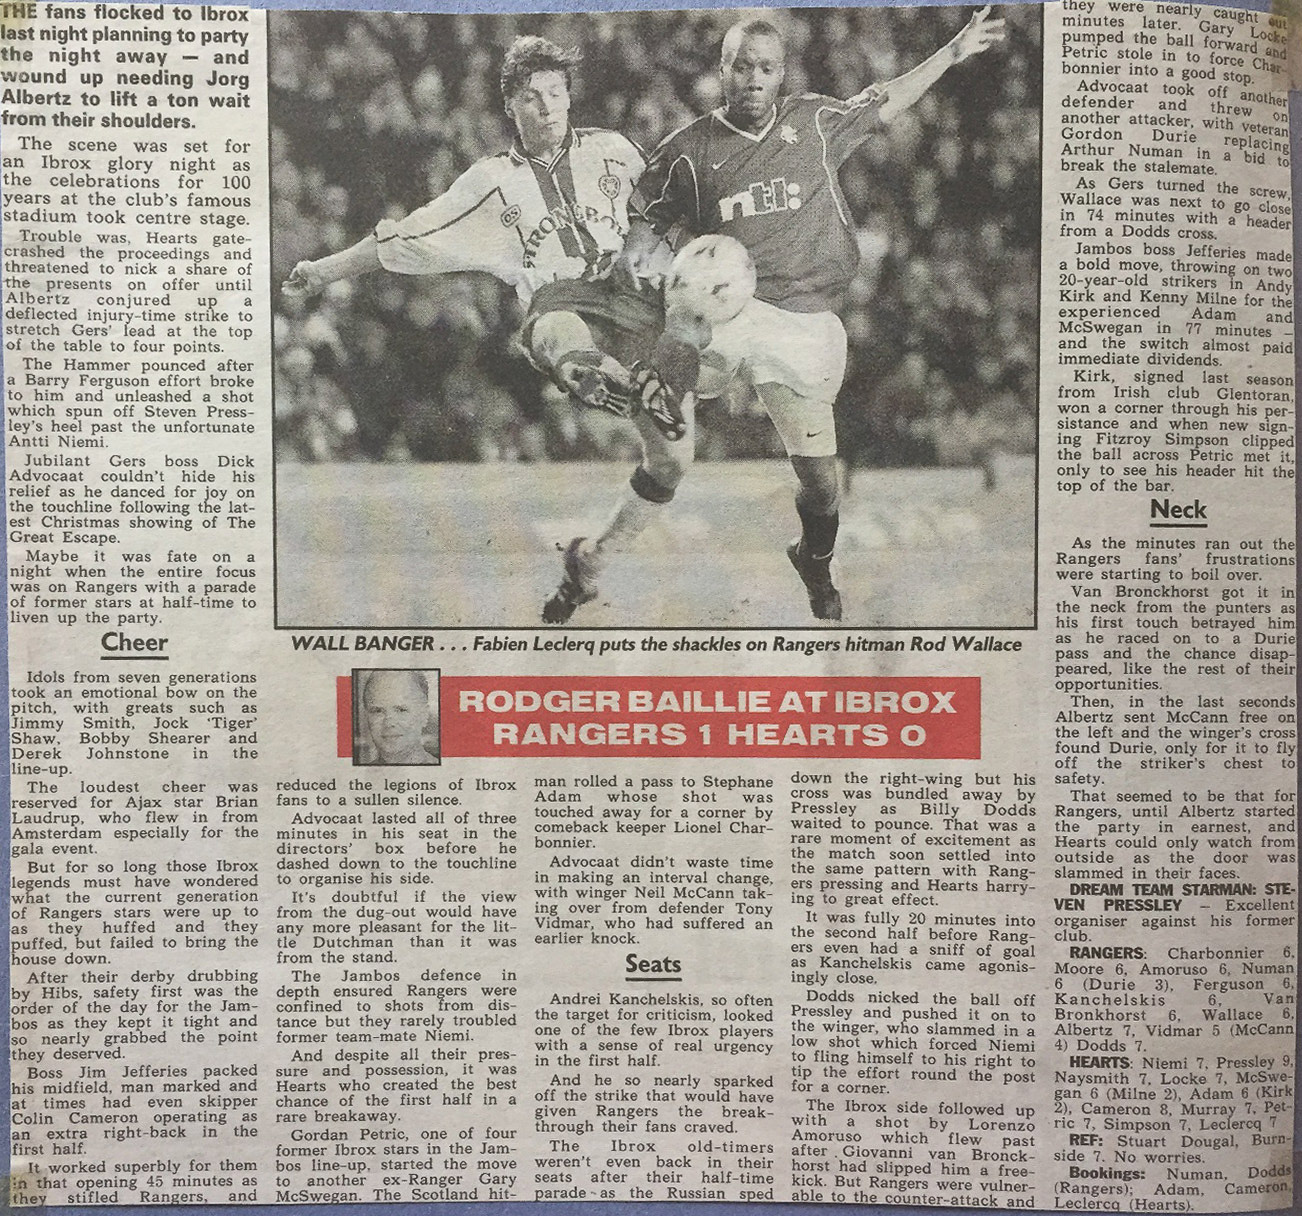 THE fans flocked to Ibrox
last night planning to party
the night away — and
wound up needing Jorg
Albertz to lift a ton wait
from their shoulders.
The scene was set for
an Ibrox glory night as
the celebrations for 100
years at the club's famous
stadium took centre stage.
Trouble was, Hearts gate-
crashed the proceedings and
threatened to nick a share of
the presents on offer until
Albertz conjured up a
deflected injury-time strike to
stretch Gers' lead at the top
of the table to four points.
The Hammer pounced after
a Barry Ferguson effort broke
to him and unleashed a shot
which spun off Steven Press-
ley's heel past the unfortunate
Antti Niemi.
Jubilant Gers boss Dick
Advocaat couldn't hide his
relief as he danced for joy on
the touchline following the lat-
est Christmas showing of The
Great Escape.
Maybe it was fate on a
night when the entire focus
was on Rangers with a parade
of former stars at half-time to
liven up the party.
Cheer
Idols from seven generations
took an emotional bow on the
pitch, with greats such as
Jimmy Smith, Jock 'Tiger'
Shaw, Bobby Shearer and
Derek Johnstone in the
line-up.
The loudest cheer was
reserved for Ajax star Brian
Laudrup, who flew in from
Amsterdam especially for the
gala event.
But for so long those Ibrox
legends must have wondered
what the current generation
of Rangers stars were up to
as they huffed and they
puffed, but failed to bring the
house down.
After their derby drubbing
by Hibs, safety first was the
order of the day for the Jam-
bos as they kept it tight and
so nearly grabbed the point
they deserved.
Boss Jim Jefferies packed
his midfield, man marked and
at times had even skipper
Colin Cameron operating as
an extra right-back in the
first half.
It worked superbly for them
in that opening 45 minutes as
they stifled Rangers, and
STRONGBOW
ntl:
WALL BANGER . . . Fabien Leclerq puts the shackles on Rangers hitman Rod Wallace
RODGER BAILLIE AT IBROX
RANGERS 1 HEARTS 0
reduced the legions of Ibrox
fans to a sullen silence.
Advocaat lasted all of three
minutes in his seat in the
directors' box before he
dashed down to the touchline
to organise his side.
It's doubtful if the view
from the dug-out would have
any more pleasant for the lit-
tle Dutchman than it was
from the stand.
The Jambos defence in
depth ensured Rangers were
confined to shots from dis-
tance but they rarely troubled
former team-mate Niemi.
And despite all their pres-
sure and possession, it was
Hearts who created the best
chance of the first half in a
rare breakaway.
Gordan Petric, one of four
former Ibrox stars in the Jam-
bos line-up, started the move
to another ex-Ranger Gary
McSwegan. The Scotland hit-
man rolled a pass to Stephane
Adam whose shot was
touched away for a corner by
comeback keeper Lionel Char-
bonnier.
Advocaat didn't waste time
in making an interval change,
with winger Neil McCann tak-
ing over from defender Tony
Vidmar, who had suffered an
earlier knock.
Seats
Andrei Kanchelskis, so often
the target for criticism, looked
one of the few Ibrox players
with a sense of real urgency
in the first half.
And he so nearly sparked
off the strike that would have
given Rangers the break-
through their fans craved.
The Ibrox old-timers
weren't even back in their
seats after their half-time
parade as the Russian sped
down the right-wing but his
cross was bundled away by
Pressley as Billy Dodds
waited to pounce. That was a
rare moment of excitement as
the match soon settled into
the same pattern with Rang-
ers pressing and Hearts harry-
ing to great effect.
It was fully 20 minutes into
the second half before Rang-
ers even had a sniff of goal
as Kanchelskis came agonis-
ingly close.
Dodds nicked the ball off
Pressley and pushed it on to
the winger, who slammed in a
low shot which forced Niemi
to fling himself to his right to
tip the effort round the post
for a corner.
The Ibrox side followed up
with a shot by Lorenzo
Amoruso which flew past
after Giovanni van Bronck-
horst had slipped him a free-
kick. But Rangers were vulner-
able to the counter-attack and
they were nearly caught out
minutes later. Gary Locke
pumped the ball forward and
Petric stole in to force Char-
bonnier into a good stop.
Advocaat took off another
defender and threw on
another attacker, with veteran
Gordon Durie replacing
Arthur Numan in a bid to
break the stalemate.
As Gers turned the screw,
Wallace was next to go close
in 74 minutes with a header
from a Dodds cross.
Jambos boss Jefferies made
a bold move, throwing on two
20-year-old strikers in Andy
Kirk and Kenny Milne for the
experienced Adam and
McSwegan in 77 minutes –
and the switch almost paid
immediate dividends.
Kirk, signed last season
from Irish club Glentoran,
won a corner through his per-
sistance and when new sign-
ing Fitzroy Simpson clipped
the ball across Petric met it,
only to see his header hit the
top of the bar.
Neck
As the minutes ran out the
Rangers fans' frustrations
were starting to boil over.
Van Bronckhorst got it in
the neck from the punters as
his first touch betrayed him
as he raced on to a Durie
pass and the chance disap-
peared, like the rest of their
opportunities.
Then, in the last seconds
Albertz sent McCann free on
the left and the winger's cross
found Durie, only for it to fly
off the striker's chest to
safety.
That seemed to be that for
Rangers, until Albertz started
the party in earnest, and
Hearts could only watch from
outside as the door was
slammed in their faces.
DREAM TEAM STARMAN: STE-
VEN PRESSLEY – Excellent
organiser against his former
club.
RANGERS: Charbonnier 6,
Moore 6, Amoruso 6, Numan
6 (Durie 3), Ferguson 6,
Kanchelskis 6, Van
Bronkhorst 6, Wallace 6,
Albertz 7, Vidmar 5 (McCann
4) Dodds 7.
HEARTS: Niemi 7, Pressley 9,
Naysmith 7, Locke 7, McSwe-
gan 6 (Milne 2), Adam 6 (Kirk
2), Cameron 8, Murray 7, Pet-
ric 7, Simpson 7, Leclercq 7
REF: Stuart Dougal, Burn-
side 7. No worries.
Bookings: Numan, Dodds
(Rangers); Adam, Cameron,
Leclercq (Hearts).